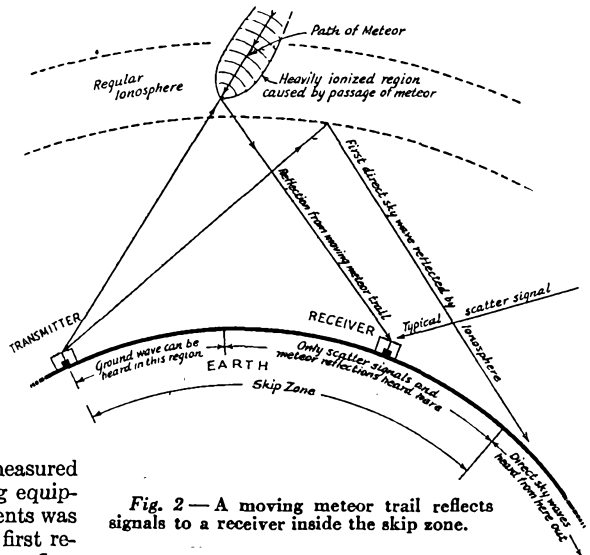 Path of Meteor
Regular
Ionosphere
Heavily ionized region
caused by passage of meteor
Reflection from moving meteor trail
First direct sky wave reflected by
Ionosphere
TRANSMITTER
RECEIVER
Typical scatter signal
Ground wave can be
heard in this region
EARTH
Only scatter signals and
meteor reflections heard here
Skip Zone
Direct sky waves
heard from here out
neasured
g equip-
ents was
first re-
Fig. 2 — A moving meteor trail reflects
signals to a receiver inside the skip zone.